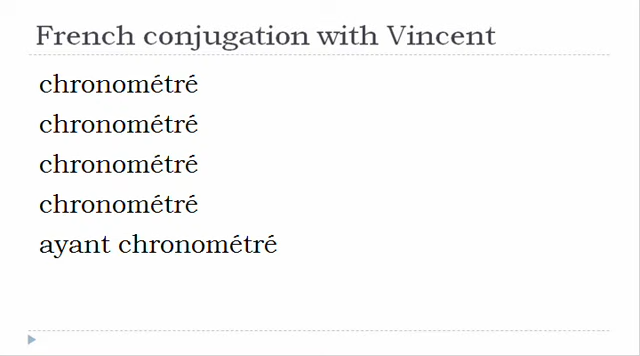 French conjugation with Vincent
chronométré
chronométré
chronométré
chronométré
ayant chronométré